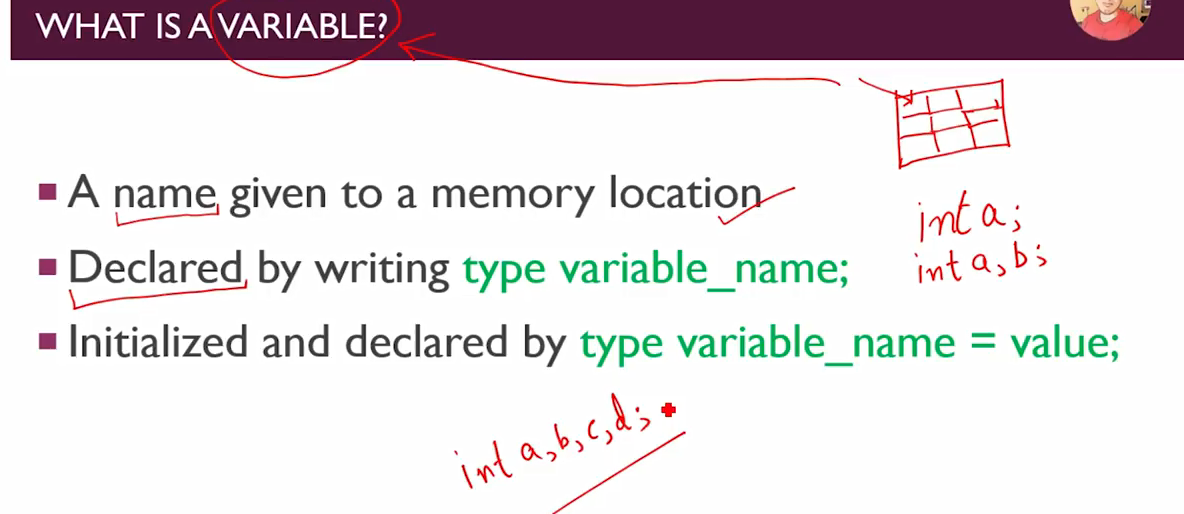 WHAT IS A VARIABLE?
A name given to a memory location
int a;
Declared by writing type variable_name;
int a, b;
Initialized and declared by type variable_name = value;
int a, b, c, d;